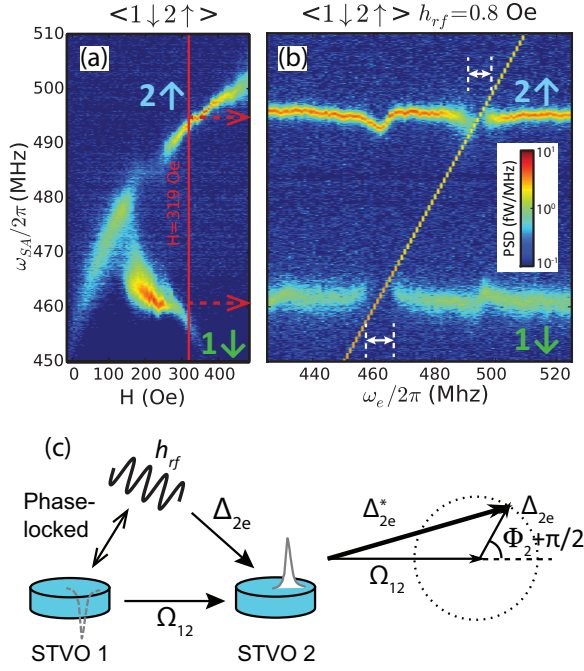 <1↓2↑>
<1↓2↑> h_rf=0.8 Oe
(a)
2↑
H=319 Oe
1↓
510
500
490
480
470
460
450
ω_SA/2π (MHz)
0 100 200 300 400
H (Oe)
(b)
2↑
PSD (fW/MHz)
10^1
10^0
10^-1
1↓
440 460 480 500 520
ω_e/2π (Mhz)
(c)
h_rf
Phase-
locked
Δ_2e
Ω_12
STVO 1
STVO 2
Δ*_2e
Δ_2e
Φ_2+π/2
Ω_12